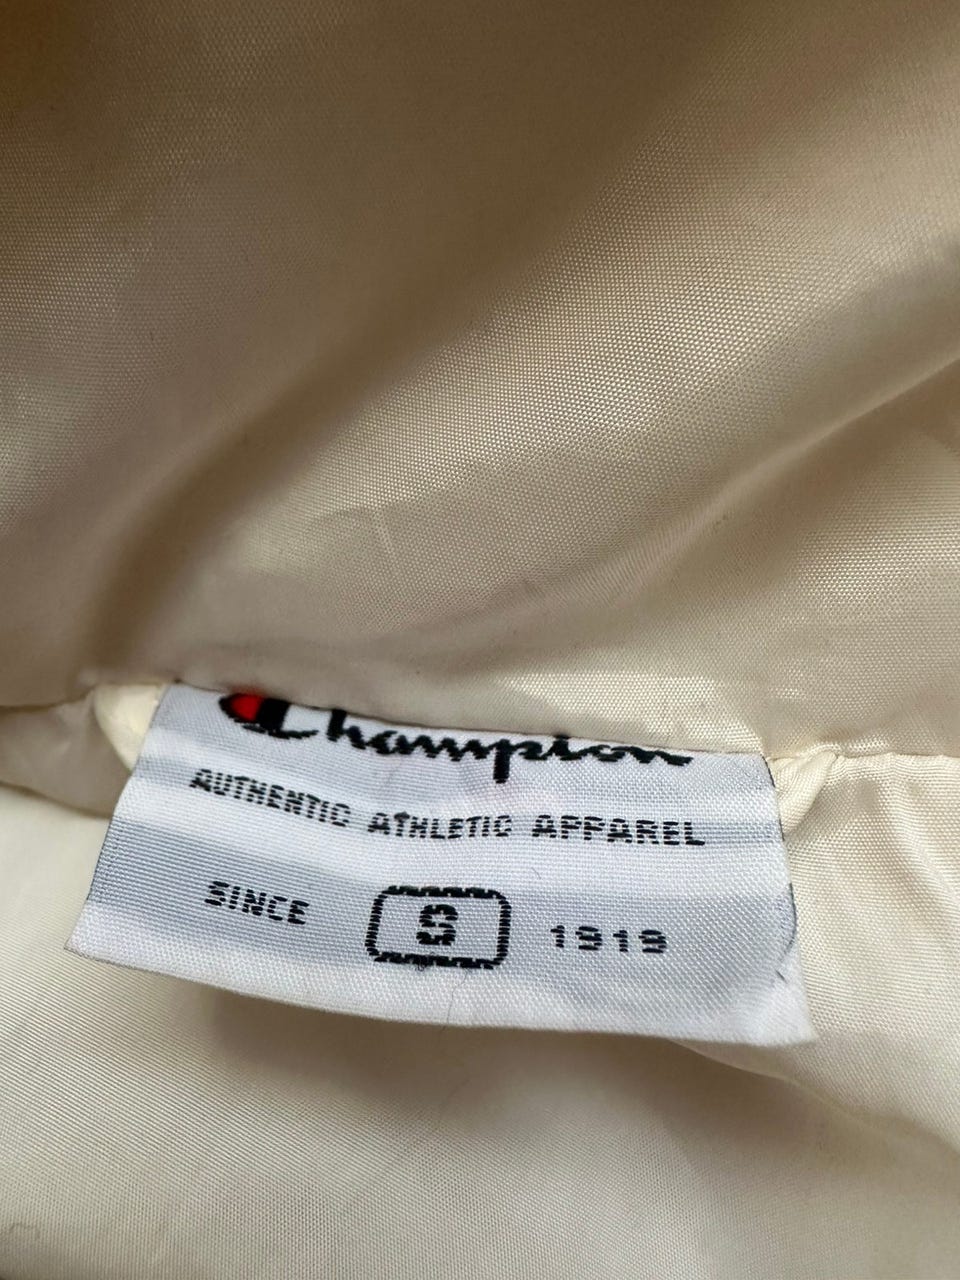 Champion
AUTHENTIC ATHLETIC APPAREL
SINCE S 1919